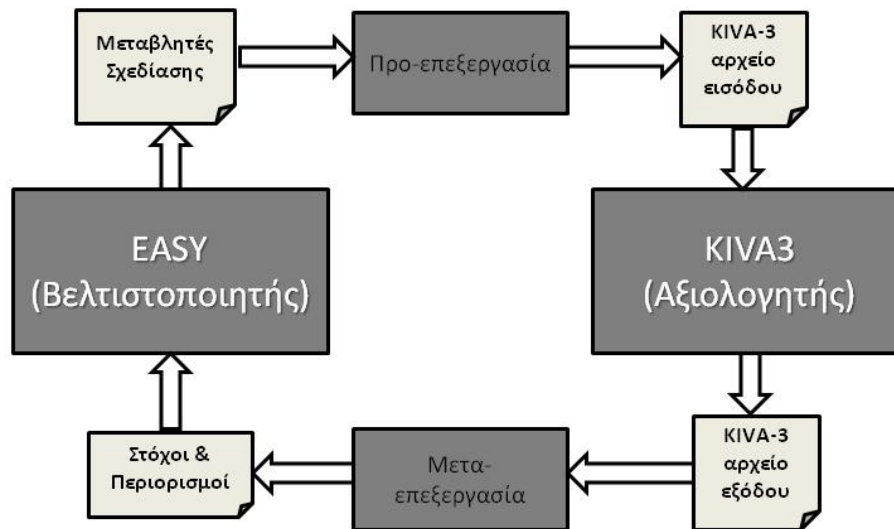 Μεταβλητές
Σχεδίασης
Προ-επεξεργασία
KIVA-3
αρχείο
εισόδου
EASY
(Βελτιστοποιητής)
KIVA3
(Αξιολογητής)
Στόχοι &
Περιορισμοί
Μετα-
επεξεργασία
KIVA-3
αρχείο
εξόδου